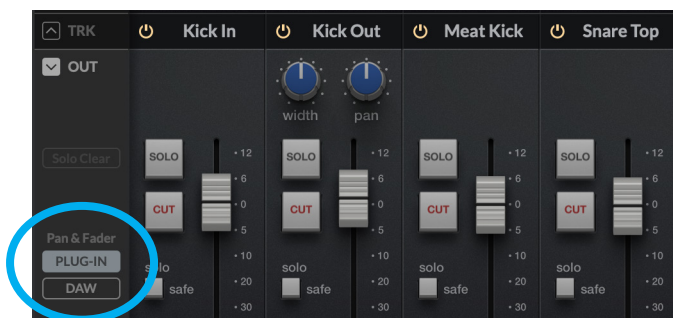 TRK Kick In Kick Out Meat Kick Snare Top
OUT
width pan
Solo Clear SOLO 12 SOLO 12 SOLO 12 SOLO 12
6 6 6 6
CUT 0 CUT 0 CUT 0 CUT 0
Pan & Fader 5 5 5 5
PLUG-IN solo 10 solo 10 solo 10 solo 10
DAW safe 20 safe 20 safe 20 safe 20
30 30 30 30